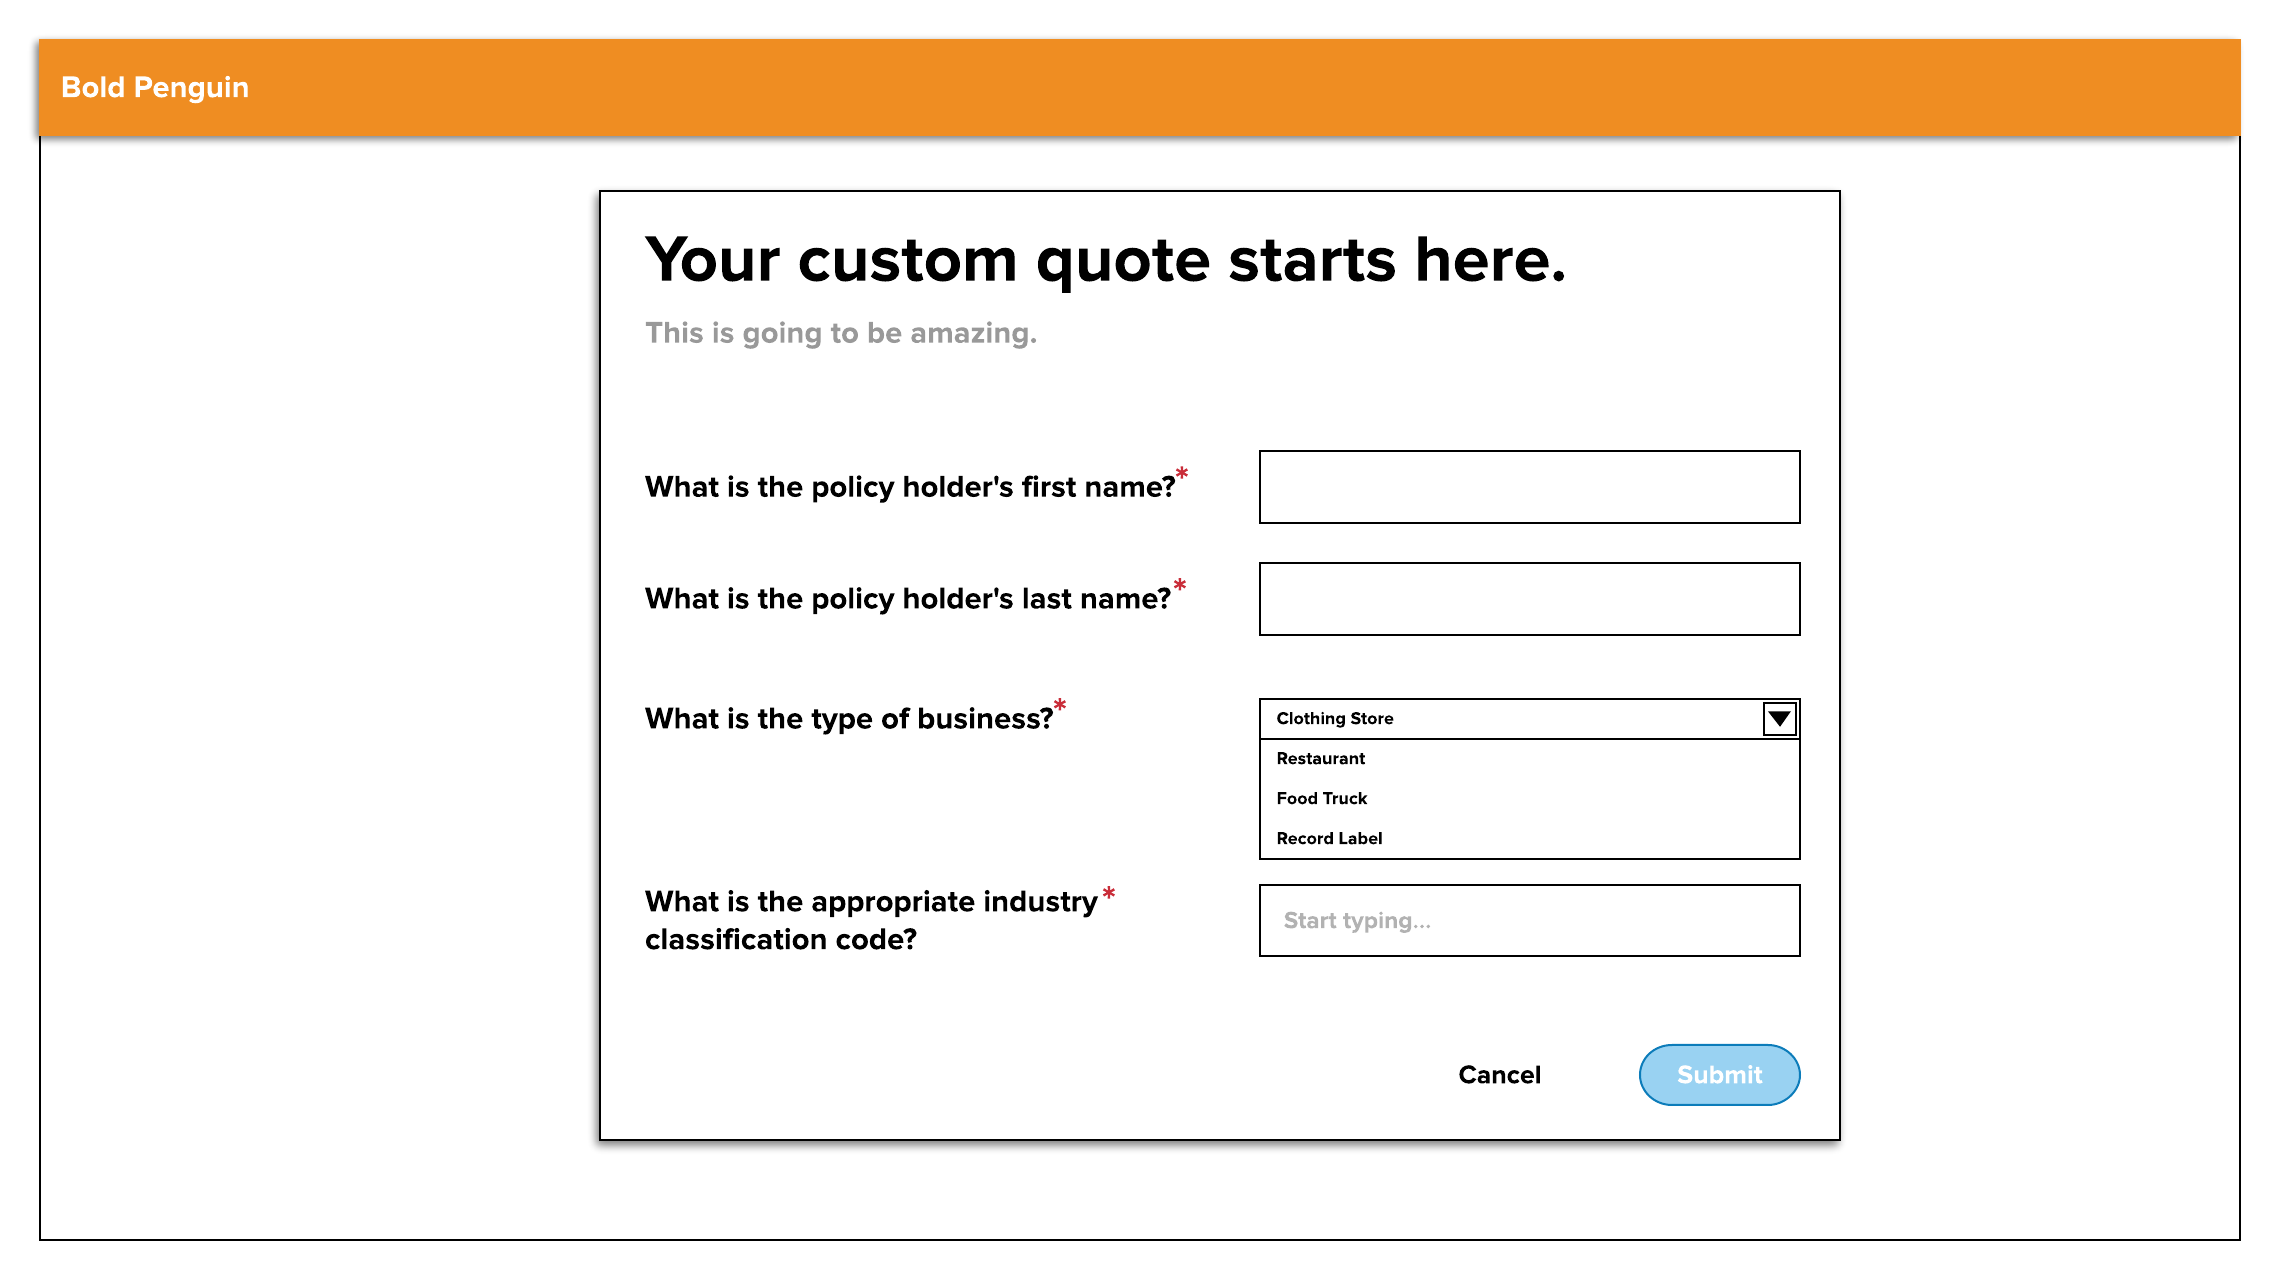 Bold Penguin
Your custom quote starts here.
This is going to be amazing.
What is the policy holder's first name?*
What is the policy holder's last name?*
What is the type of business?*
Clothing Store
Restaurant
Food Truck
Record Label
What is the appropriate industry*
classification code?
Start typing...
Cancel
Submit